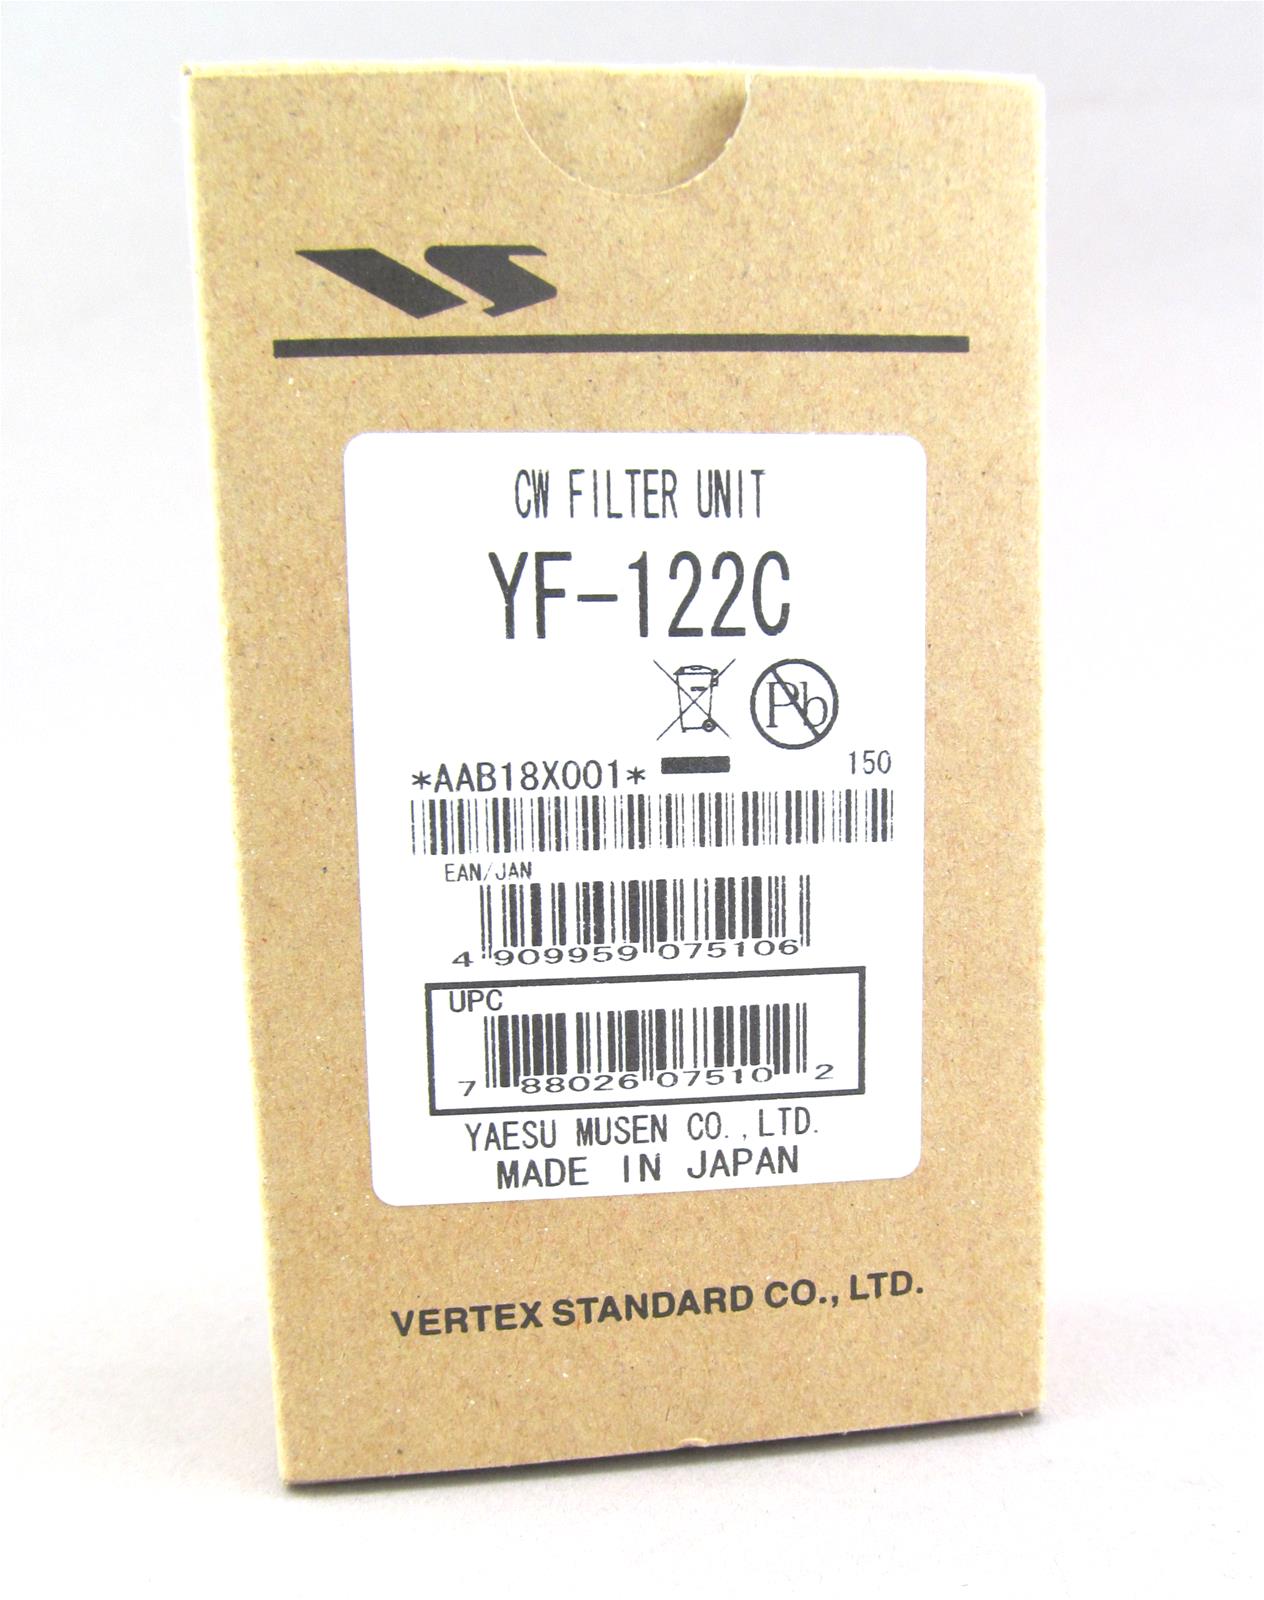 VS
CW FILTER UNIT
YF-122C
Pb
*AAB18X001*
150
EAN/JAN
4 909959 075106
UPC
7 88026 07510 2
YAESU MUSEN CO.,LTD.
MADE IN JAPAN
VERTEX STANDARD CO., LTD.